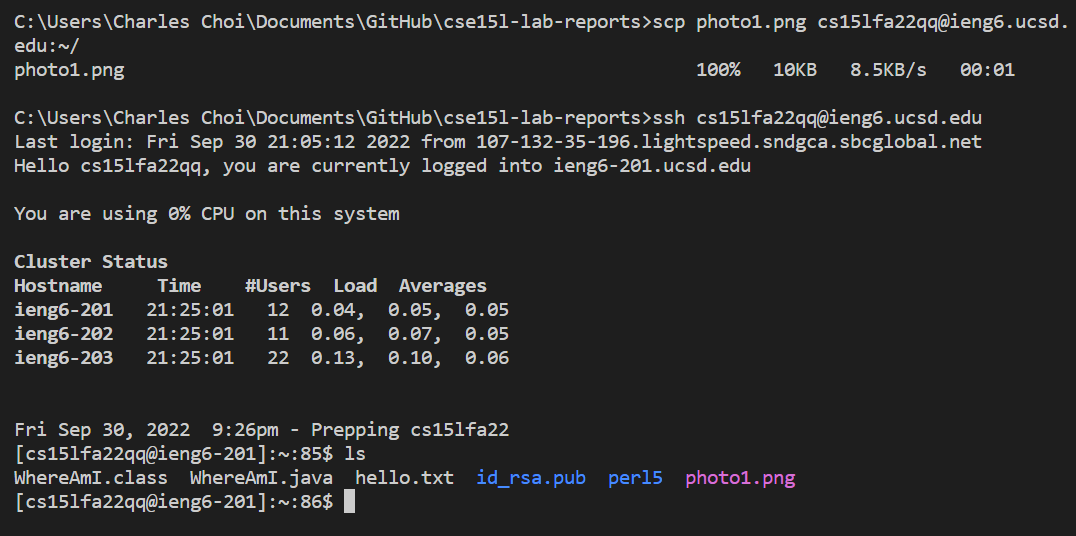 C:\Users\Charles Choi\Documents\GitHub\cse15l-lab-reports>scp photo1.png cs15lfa22qq@ieng6.ucsd.
edu:~/
photo1.png                                                    100%   10KB   8.5KB/s   00:01
C:\Users\Charles Choi\Documents\GitHub\cse15l-lab-reports>ssh cs15lfa22qq@ieng6.ucsd.edu
Last login: Fri Sep 30 21:05:12 2022 from 107-132-35-196.lightspeed.sndgca.sbcglobal.net
Hello cs15lfa22qq, you are currently logged into ieng6-201.ucsd.edu
You are using 0% CPU on this system
Cluster Status
Hostname     Time    #Users  Load  Averages
ieng6-201   21:25:01   12  0.04,  0.05,  0.05
ieng6-202   21:25:01   11  0.06,  0.07,  0.05
ieng6-203   21:25:01   22  0.13,  0.10,  0.06
Fri Sep 30, 2022  9:26pm - Prepping cs15lfa22
[cs15lfa22qq@ieng6-201]:~:85$ ls
WhereAmI.class  WhereAmI.java  hello.txt  id_rsa.pub  perl5  photo1.png
[cs15lfa22qq@ieng6-201]:~:86$